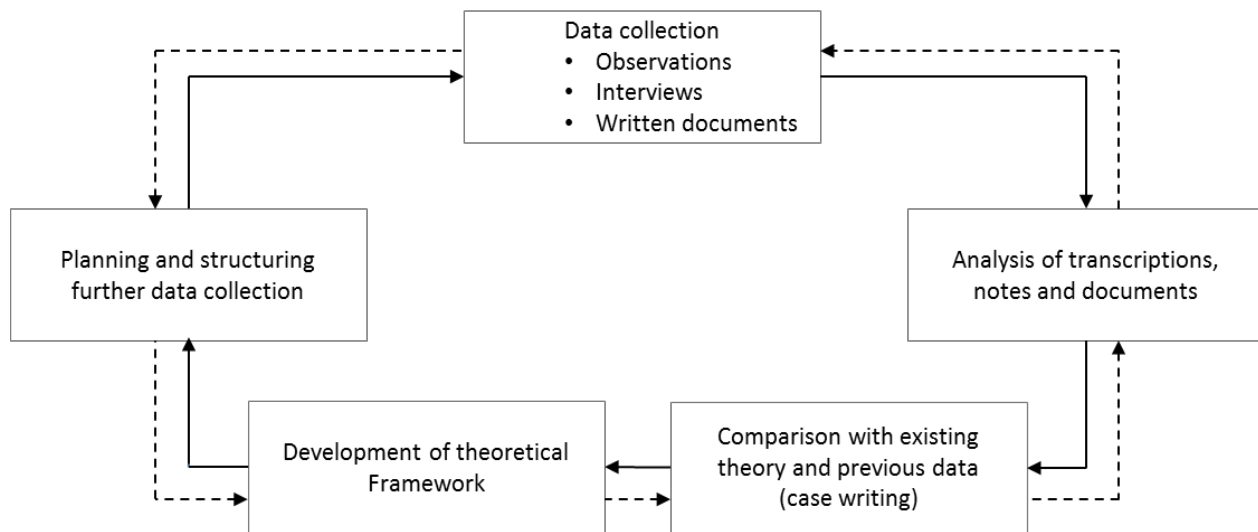 Data collection
• Observations
• Interviews
• Written documents
Planning and structuring
further data collection
Analysis of transcriptions,
notes and documents
Development of theoretical
Framework
Comparison with existing
theory and previous data
(case writing)